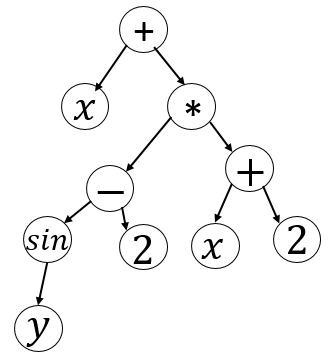 +
x *
− +
sin 2 x 2
y